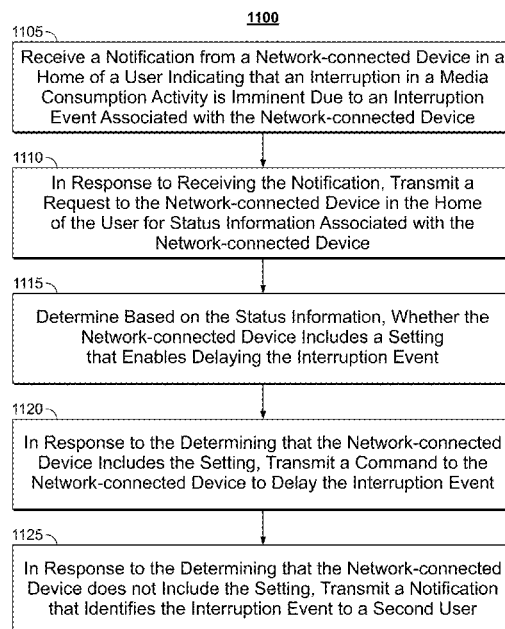 1100
1105
Receive a Notification from a Network-connected Device in a
Home of a User Indicating that an Interruption in a Media
Consumption Activity is Imminent Due to an Interruption
Event Associated with the Network-connected Device
1110
In Response to Receiving the Notification, Transmit a
Request to the Network-connected Device in the Home
of the User for Status Information Associated with the
Network-connected Device
1115
Determine Based on the Status Information, Whether the
Network-connected Device Includes a Setting
that Enables Delaying the Interruption Event
1120
In Response to the Determining that the Network-connected
Device Includes the Setting, Transmit a Command to the
Network-connected Device to Delay the Interruption Event
1125
In Response to the Determining that the Network-connected
Device does not Include the Setting, Transmit a Notification
that Identifies the Interruption Event to a Second User